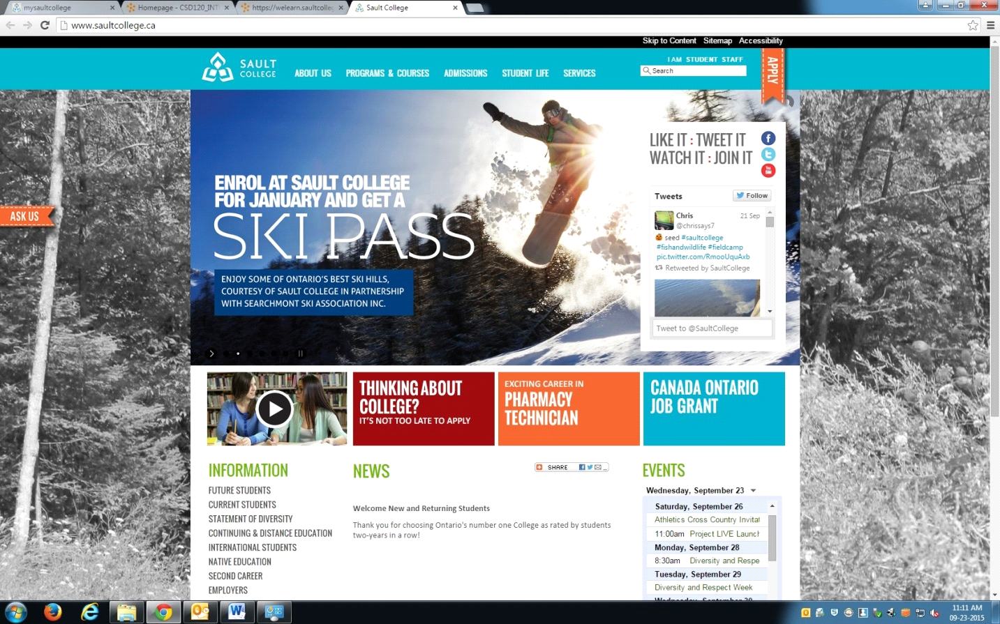 mysaultcollege
Homepage - CSD120_INT
https://welearn.saultcolleg
Sault College
www.saultcollege.ca
Skip to Content Sitemap Accessibility
SAULT
COLLEGE
ABOUT US PROGRAMS & COURSES ADMISSIONS STUDENT LIFE SERVICES
I AM STUDENT STAFF
Search
APPLY
ASK US
ENROL AT SAULT COLLEGE
FOR JANUARY AND GET A
SKI PASS
ENJOY SOME OF ONTARIO'S BEST SKI HILLS,
COURTESY OF SAULT COLLEGE IN PARTNERSHIP
WITH SEARCHMONT SKI ASSOCIATION INC.
LIKE IT : TWEET IT
WATCH IT : JOIN IT
Tweets
Follow
Chris 21 Sep
@chrissays7
seed #saultcollege
#fishandwildlife #fieldcamp
pic.twitter.com/RmooUquAxb
Retweeted by SaultCollege
Tweet to @SaultCollege
THINKING ABOUT
COLLEGE?
IT'S NOT TOO LATE TO APPLY
EXCITING CAREER IN
PHARMACY
TECHNICIAN
CANADA ONTARIO
JOB GRANT
INFORMATION
FUTURE STUDENTS
CURRENT STUDENTS
STATEMENT OF DIVERSITY
CONTINUING & DISTANCE EDUCATION
INTERNATIONAL STUDENTS
NATIVE EDUCATION
SECOND CAREER
EMPLOYERS
NEWS
SHARE
Welcome New and Returning Students
Thank you for choosing Ontario's number one College as rated by students
two-years in a row!
EVENTS
Wednesday, September 23
Saturday, September 26
Athletics Cross Country Invitat
11:00am Project LIVE Launch
Monday, September 28
8:30am Diversity and Respe
Tuesday, September 29
Diversity and Respect Week
Wednesday, September 30
11:11 AM
09-23-2015